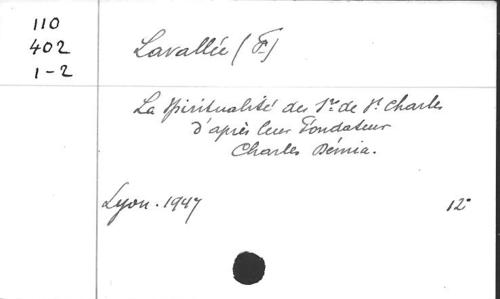 110
402
1-2
Lavallée (F.)
La Spiritualité des Srs de St Charles
d'après leur Fondateur
Charles Démia.
Lyon. 1947
12°